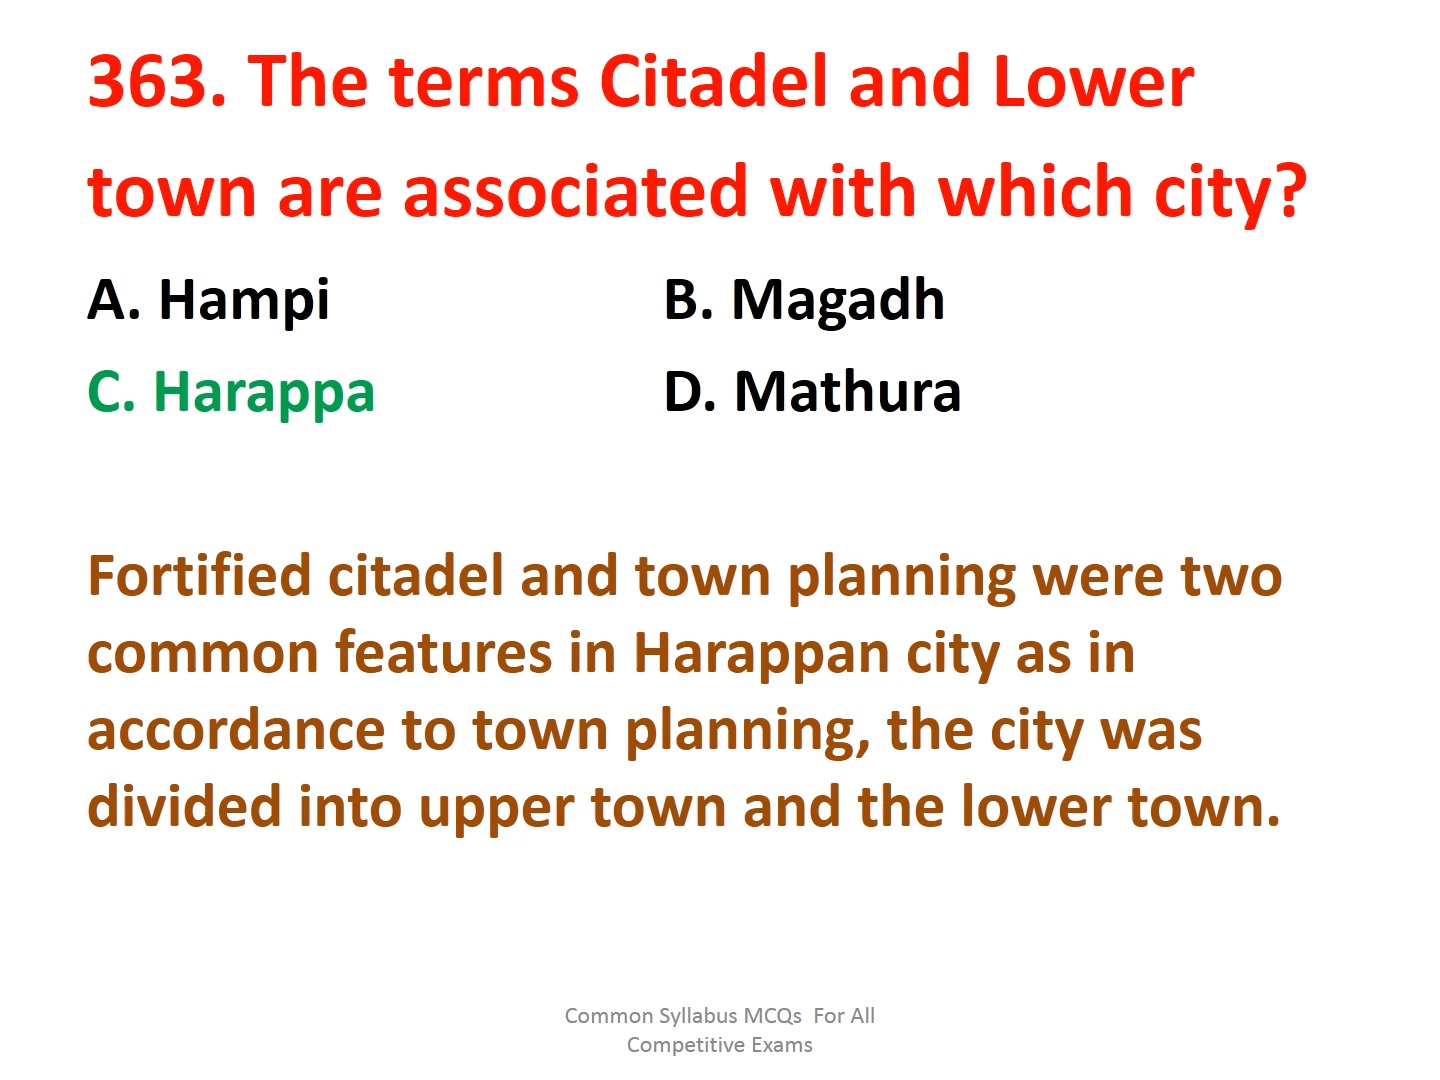 363. The terms Citadel and Lower
town are associated with which city?
A. Hampi B. Magadh
C. Harappa D. Mathura
Fortified citadel and town planning were two
common features in Harappan city as in
accordance to town planning, the city was
divided into upper town and the lower town.
Common Syllabus MCQs  For All
Competitive Exams